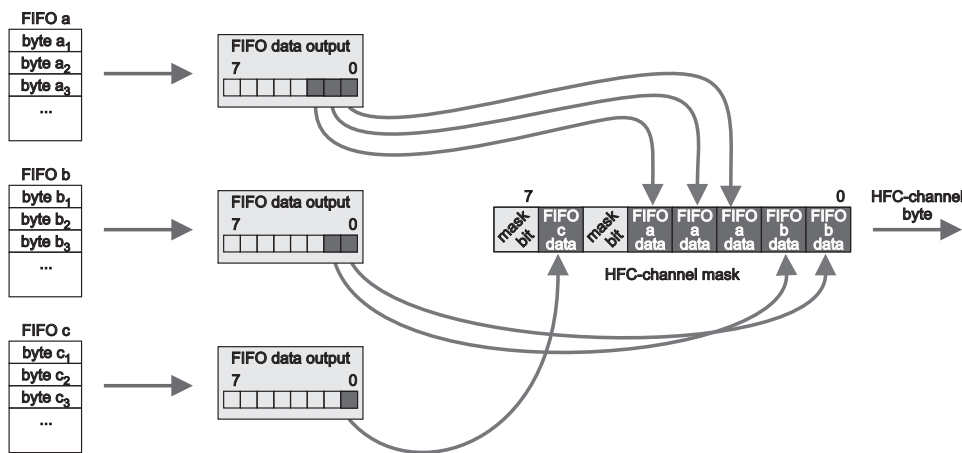 FIFO a
byte a1
byte a2
byte a3
...
FIFO data output
7 0
FIFO b
byte b1
byte b2
byte b3
...
FIFO data output
7 0
7 0
mask bit
FIFO c data
mask bit
FIFO a data
FIFO a data
FIFO a data
FIFO b data
FIFO b data
HFC-channel mask
HFC-channel
byte
FIFO c
byte c1
byte c2
byte c3
...
FIFO data output
7 0